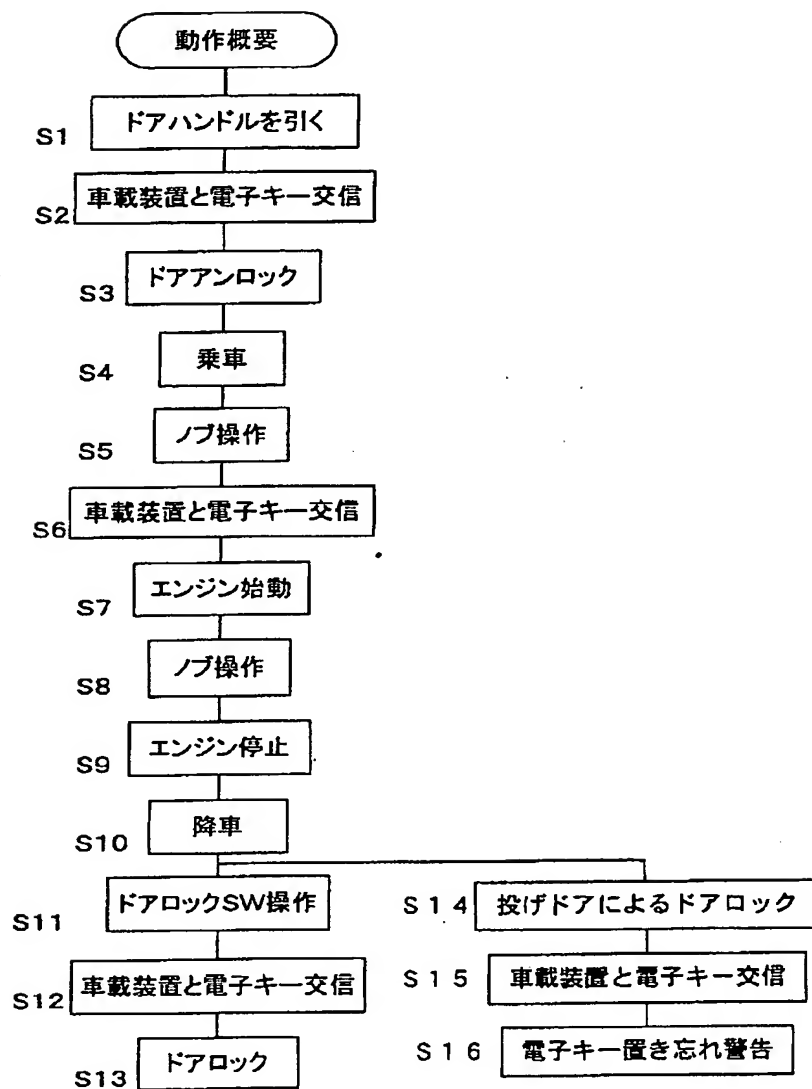 動作概要
S1 ドアハンドルを引く
S2 車載装置と電子キー交信
S3 ドアアンロック
S4 乗車
S5 ノブ操作
S6 車載装置と電子キー交信
S7 エンジン始動
S8 ノブ操作
S9 エンジン停止
S10 降車
S11 ドアロックSW操作
S12 車載装置と電子キー交信
S13 ドアロック
S14 投げドアによるドアロック
S15 車載装置と電子キー交信
S16 電子キー置き忘れ警告